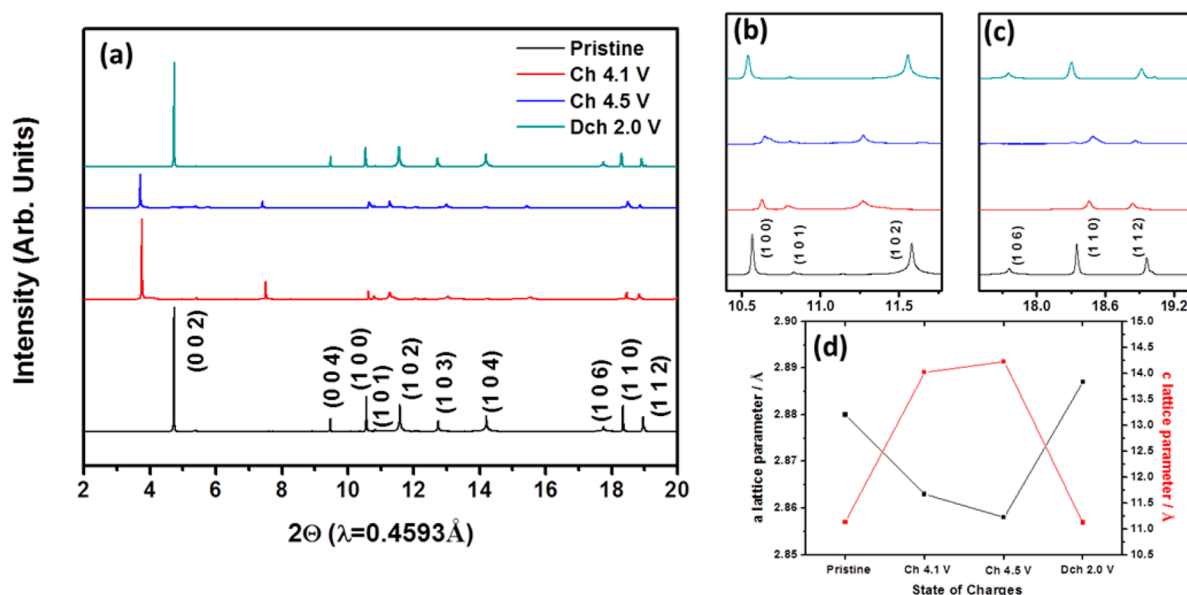 (a)
Pristine
Ch 4.1 V
Ch 4.5 V
Dch 2.0 V
Intensity (Arb. Units)
(0 0 2)
(0 0 4)
(1 0 0)
(1 0 1)
(1 0 2)
(1 0 3)
(1 0 4)
(1 0 6)
(1 1 0)
(1 1 2)
2 4 6 8 10 12 14 16 18 20
2Θ (λ=0.4593Å)
(b)
(1 0 0)
(1 0 1)
(1 0 2)
10.5 11.0 11.5
(c)
(1 0 6)
(1 1 0)
(1 1 2)
18.0 18.6 19.2
(d)
2.90
2.89
2.88
2.87
2.86
2.85
a lattice parameter / Å
15.0
14.5
14.0
13.5
13.0
12.5
12.0
11.5
11.0
10.5
c lattice parameter / Å
Pristine Ch 4.1 V Ch 4.5 V Dch 2.0 V
State of Charges